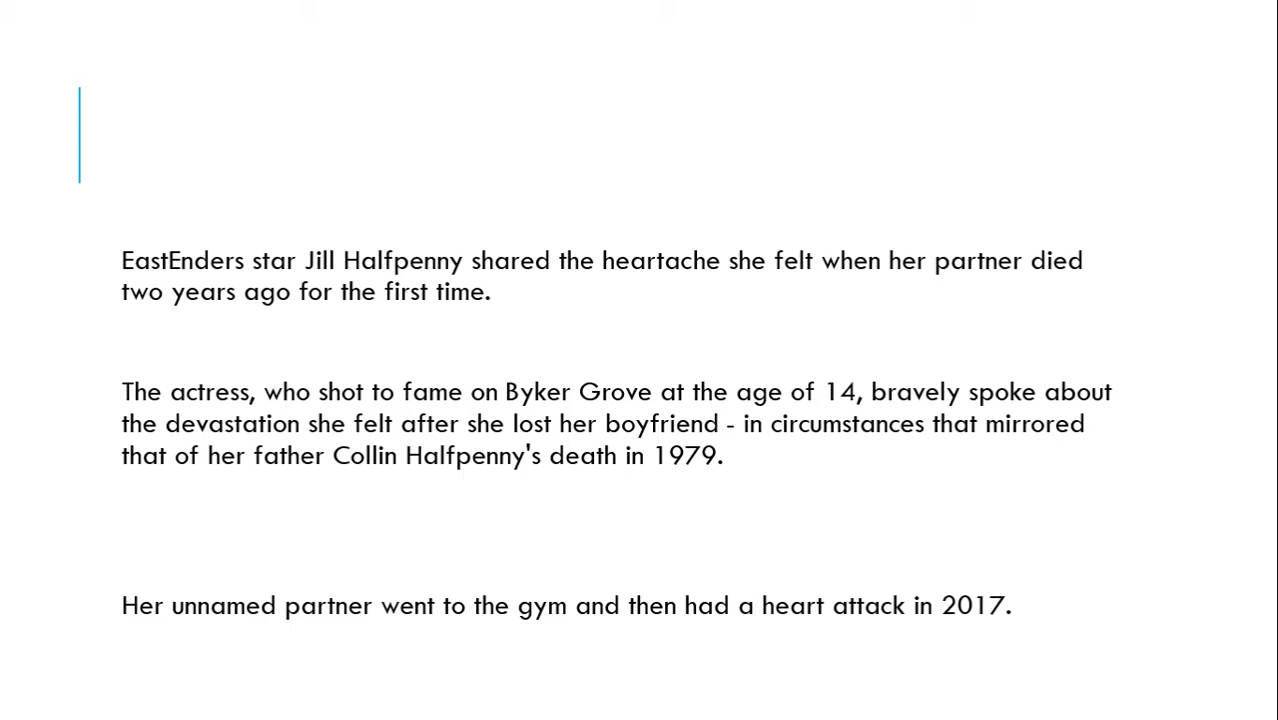 EastEnders star Jill Halfpenny shared the heartache she felt when her partner died
two years ago for the first time.
The actress, who shot to fame on Byker Grove at the age of 14, bravely spoke about
the devastation she felt after she lost her boyfriend - in circumstances that mirrored
that of her father Collin Halfpenny's death in 1979.
Her unnamed partner went to the gym and then had a heart attack in 2017.